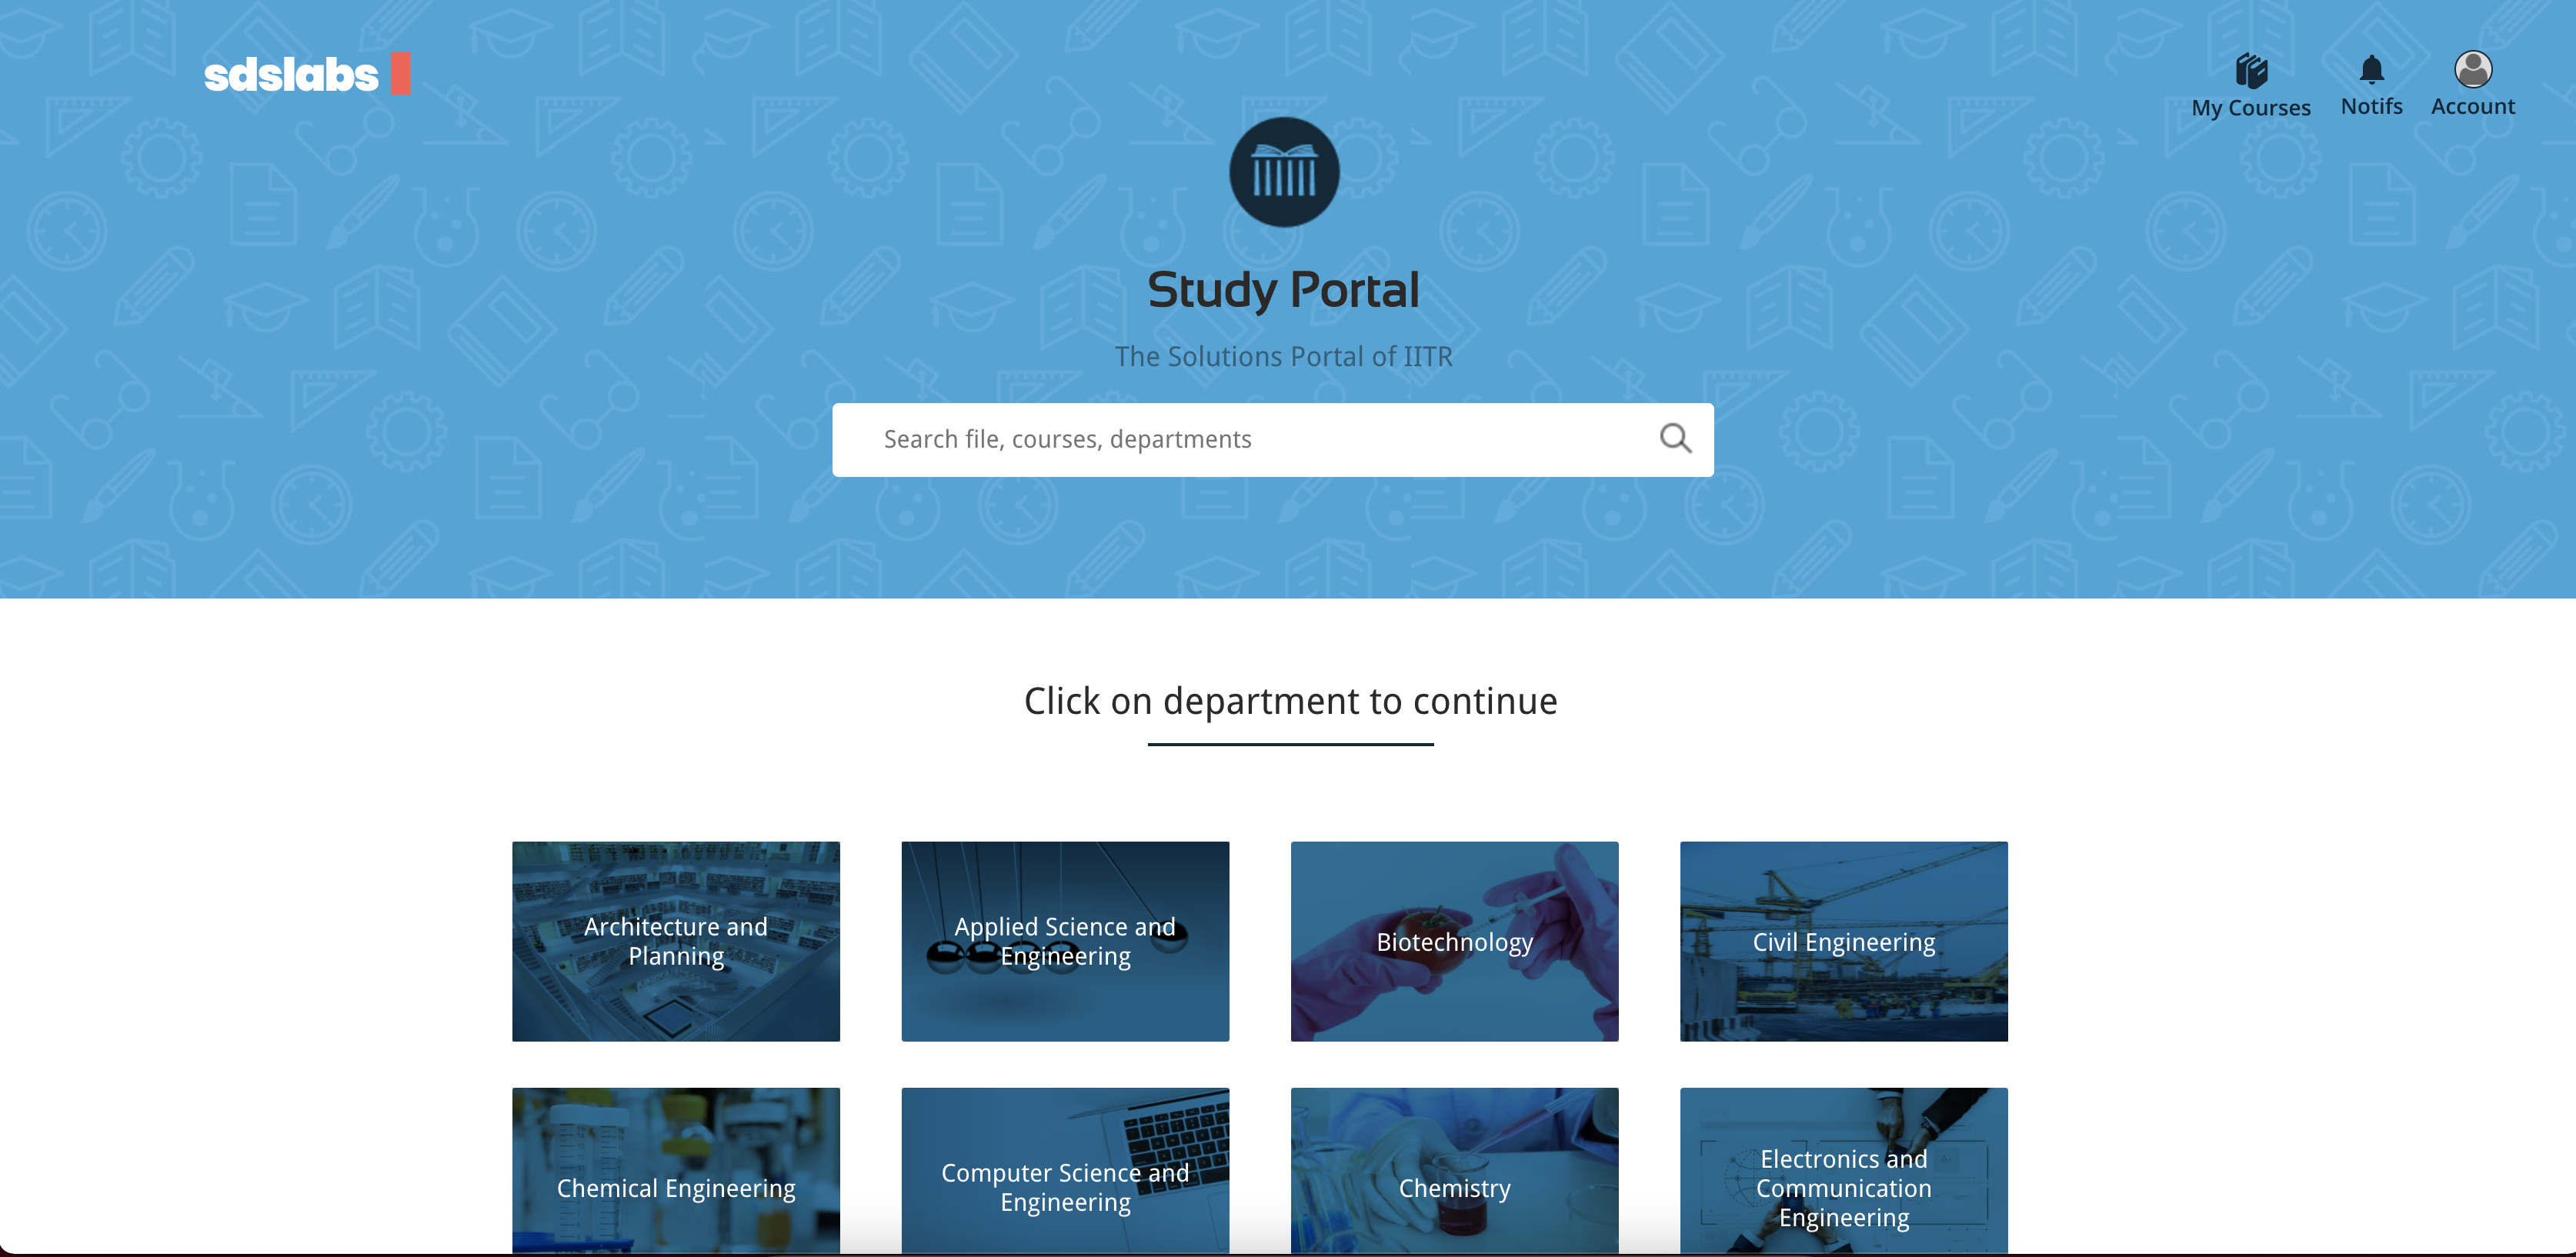 sdslabs
My Courses
Notifs
Account
Study Portal
The Solutions Portal of IITR
Search file, courses, departments
Click on department to continue
Architecture and
Planning
Applied Science and
Engineering
Biotechnology
Civil Engineering
Chemical Engineering
Computer Science and
Engineering
Chemistry
Electronics and
Communication
Engineering